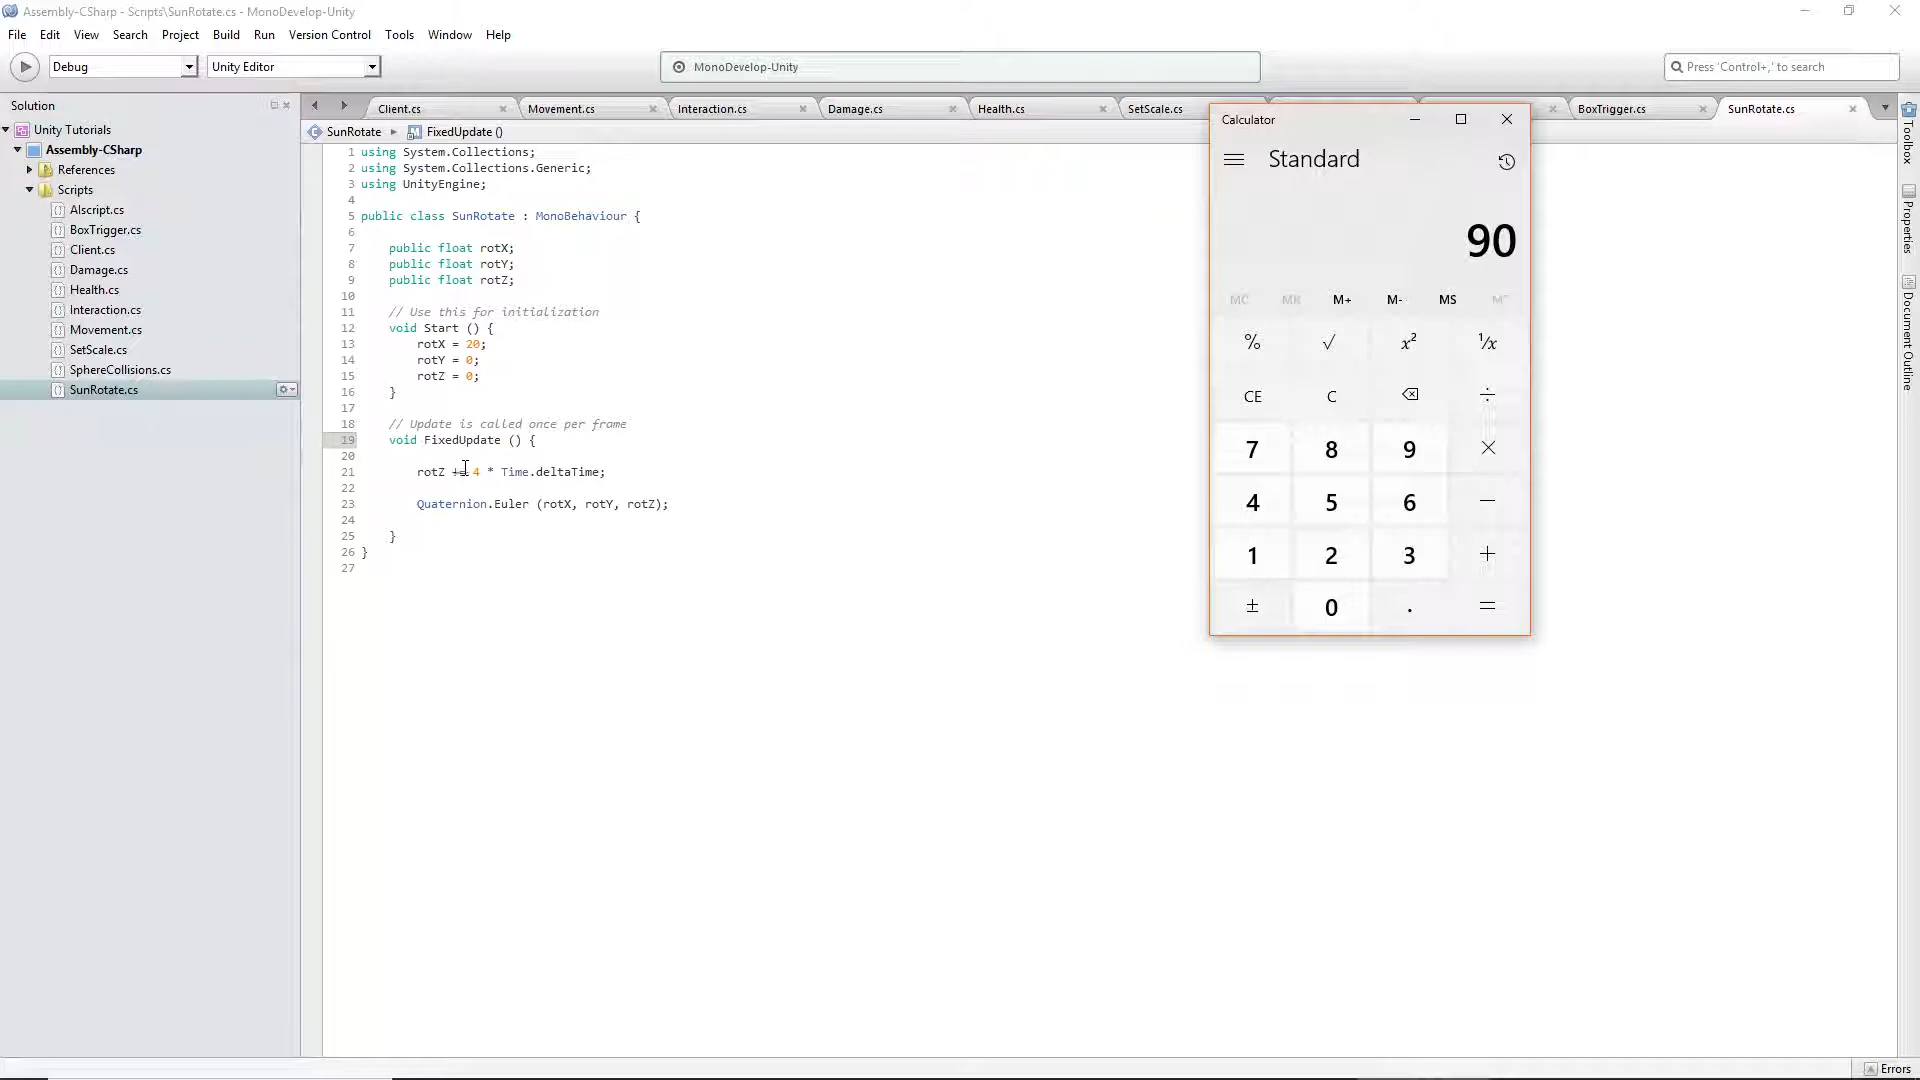 Assembly-CSharp - Scripts\SunRotate.cs - MonoDevelop-Unity
File Edit View Search Project Build Run Version Control Tools Window Help
Debug Unity Editor MonoDevelop-Unity Press 'Control+,' to search
Solution
Client.cs Movement.cs Interaction.cs Damage.cs Health.cs SetScale.cs BoxTrigger.cs SunRotate.cs
Unity Tutorials
Assembly-CSharp
References
Scripts
AIscript.cs
BoxTrigger.cs
Client.cs
Damage.cs
Health.cs
Interaction.cs
Movement.cs
SetScale.cs
SphereCollisions.cs
SunRotate.cs
SunRotate FixedUpdate ()
1 using System.Collections;
2 using System.Collections.Generic;
3 using UnityEngine;
4
5 public class SunRotate : MonoBehaviour {
6
7 public float rotX;
8 public float rotY;
9 public float rotZ;
10
11 // Use this for initialization
12 void Start () {
13 rotX = 20;
14 rotY = 0;
15 rotZ = 0;
16 }
17
18 // Update is called once per frame
19 void FixedUpdate () {
20
21 rotZ += 4 * Time.deltaTime;
22
23 Quaternion.Euler (rotX, rotY, rotZ);
24
25 }
26 }
27
Calculator
Standard
90
MC MR M+ M- MS
% √ x² ¹/x
CE C ÷
7 8 9 ×
4 5 6 −
1 2 3 +
± 0 . =
Toolbox
Properties
Document Outline
Errors